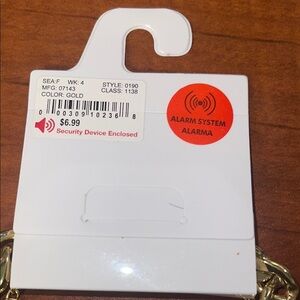 SEA:F WK: 4 STYLE: 0190
MFG: 07143 CLASS: 1138
COLOR: GOLD
0 00309 10236 8
$6.99
Security Device Enclosed
ALARM SYSTEM
ALARMA